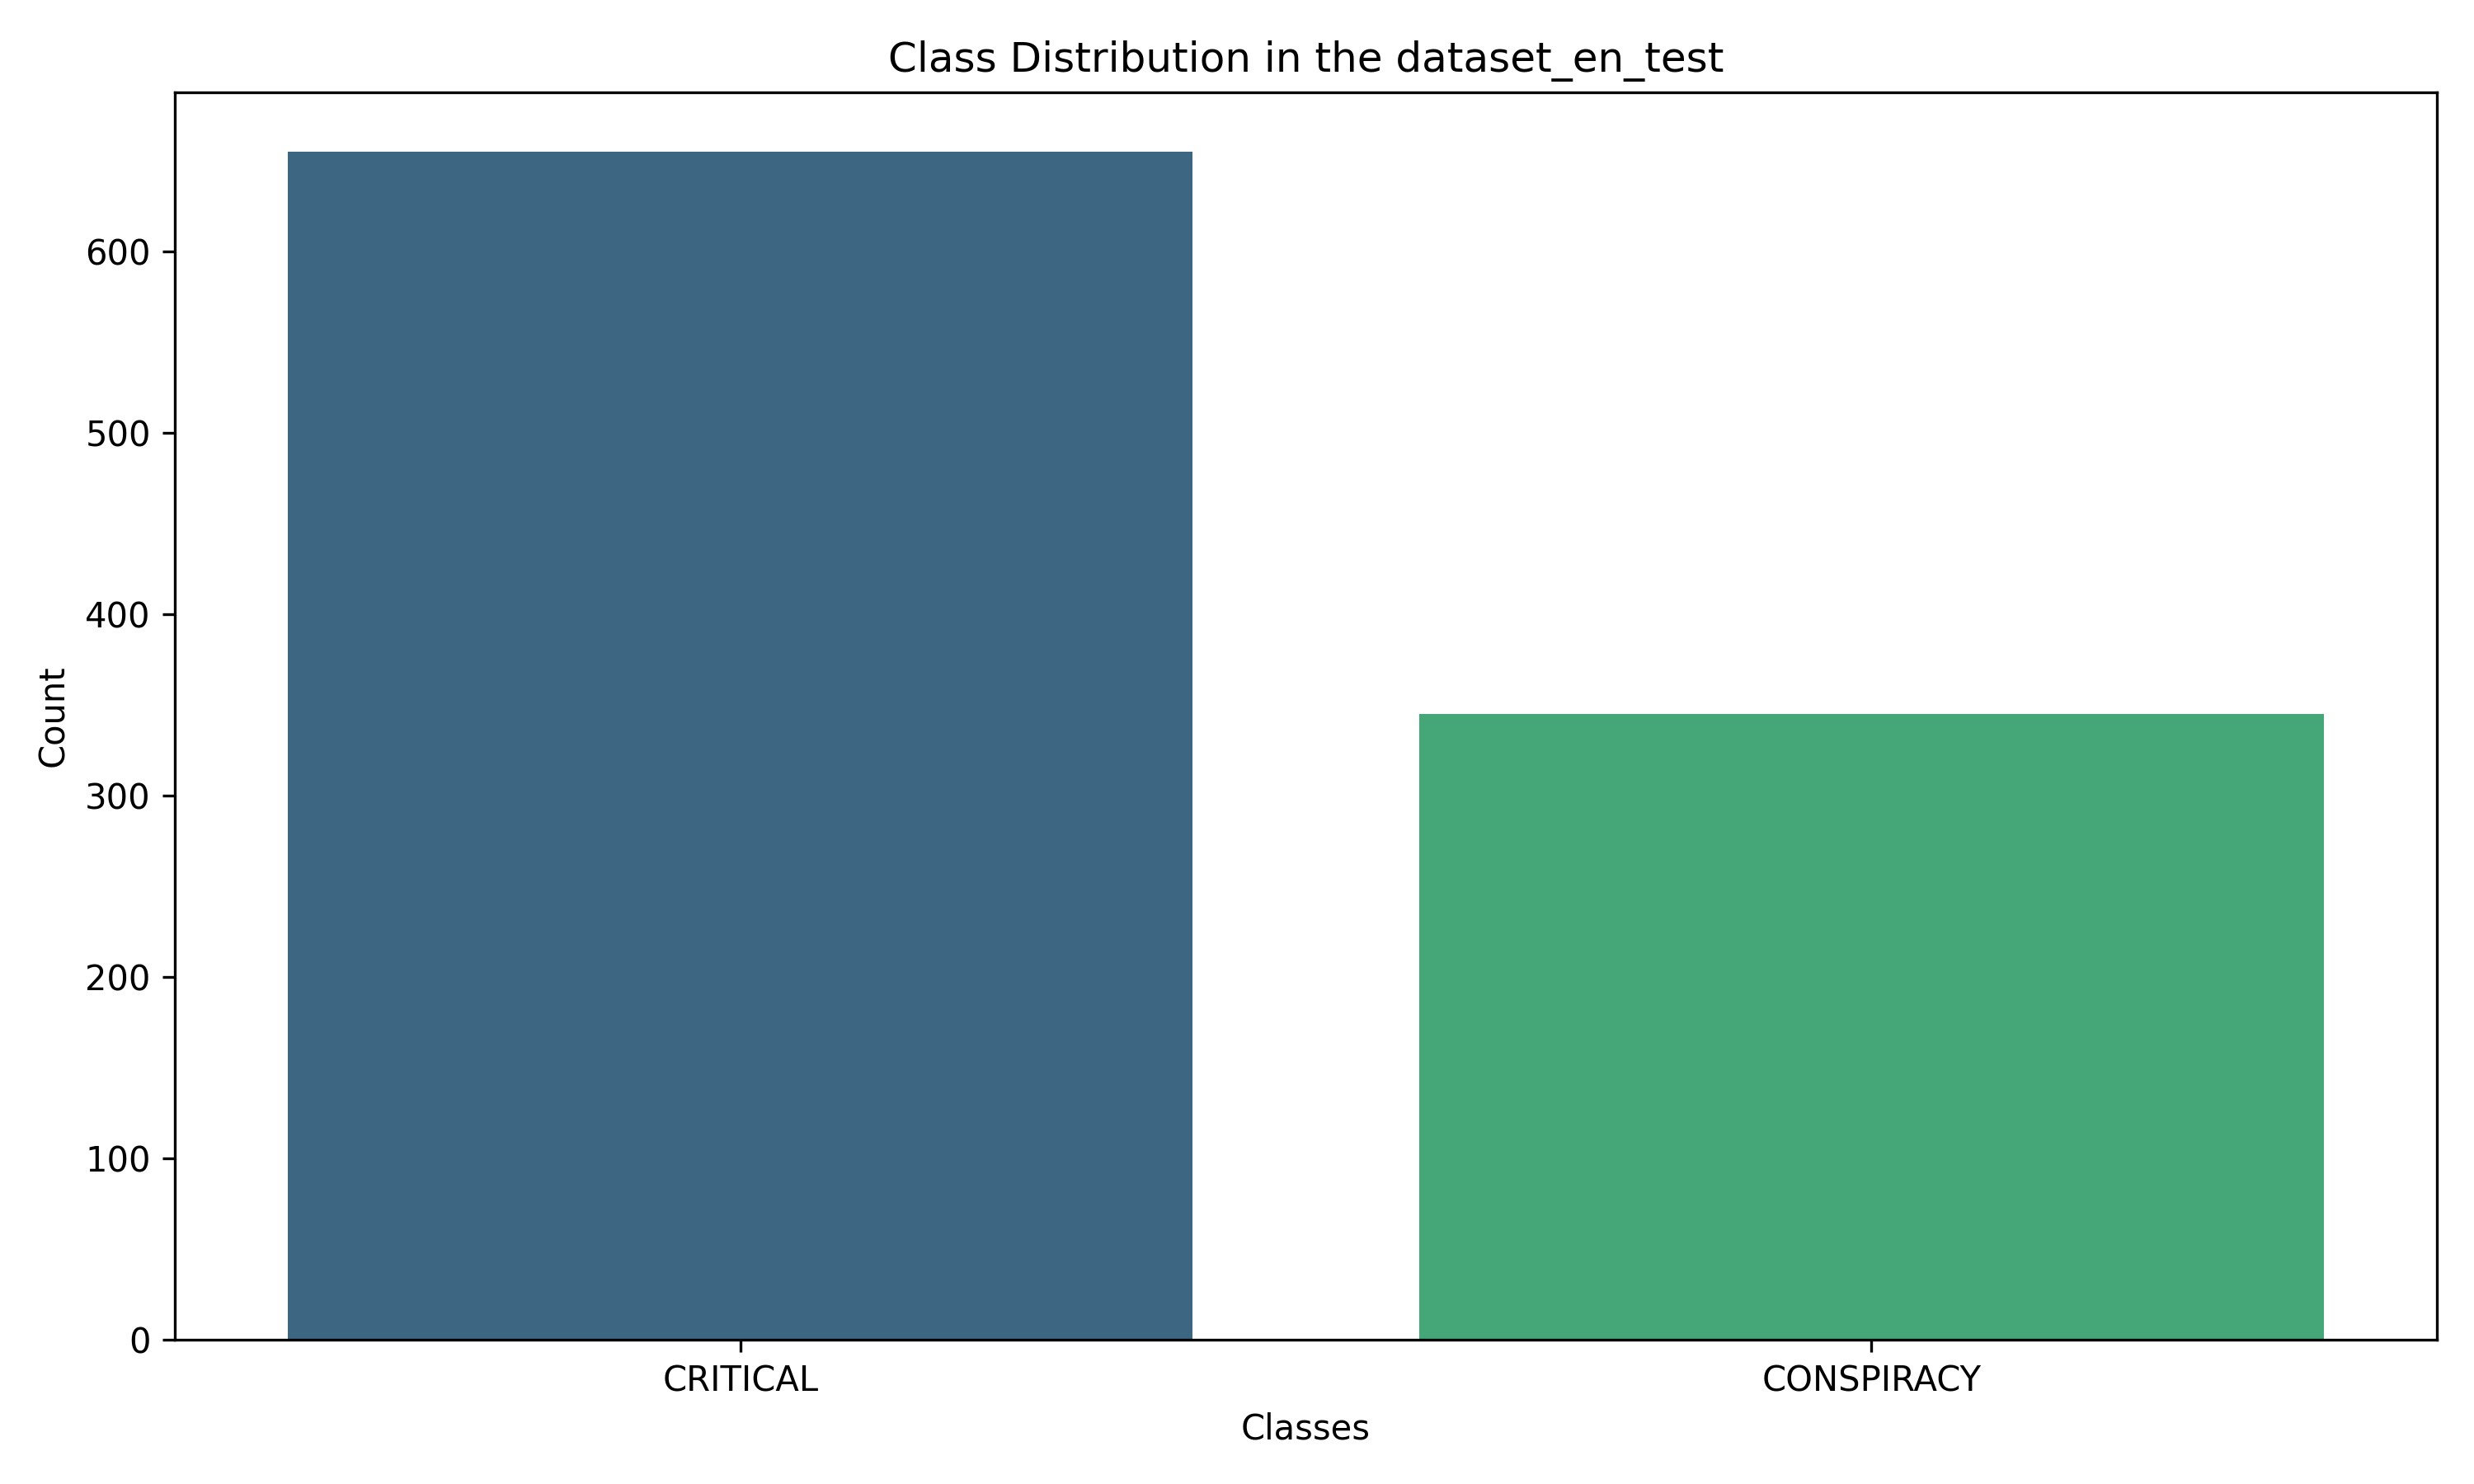 Class Distribution in the dataset_en_test
600
500
400
300
200
100
0
Count
CRITICAL
CONSPIRACY
Classes